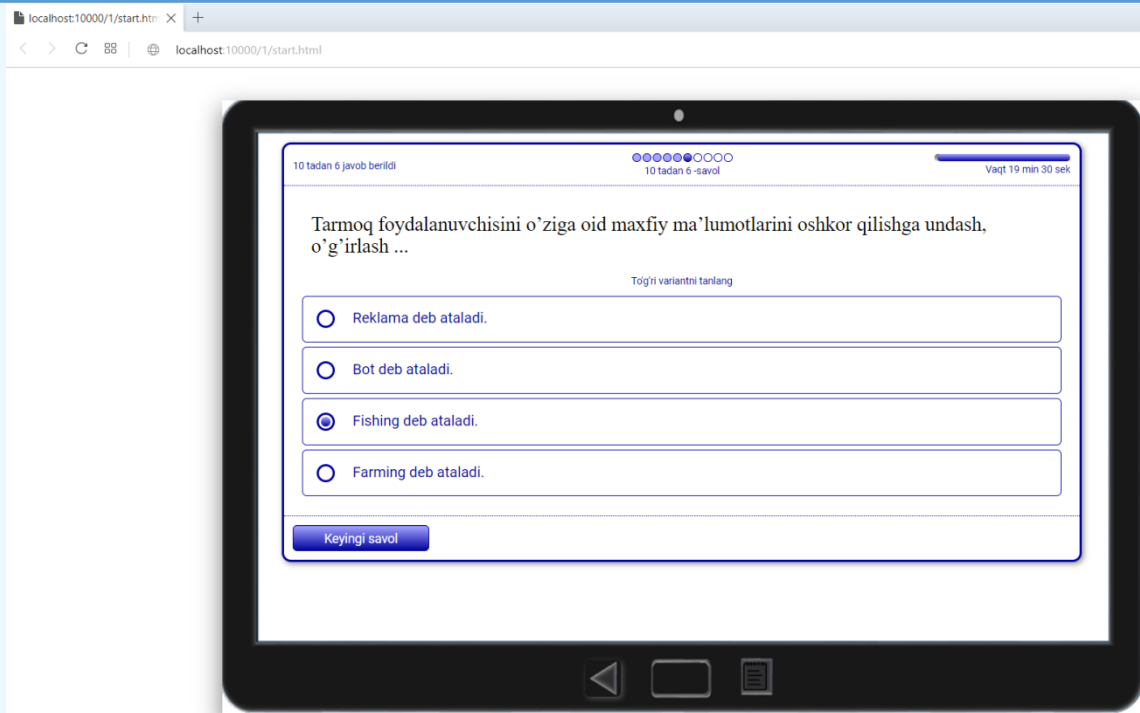 localhost:10000/1/start.htm
localhost:10000/1/start.html
10 tadan 6 javob berildi
10 tadan 6 -savol
Vaqt 19 min 30 sek
Tarmoq foydalanuvchisini o’ziga oid maxfiy ma’lumotlarini oshkor qilishga undash,
o’g’irlash ...
To'g'ri variantni tanlang
Reklama deb ataladi.
Bot deb ataladi.
Fishing deb ataladi.
Farming deb ataladi.
Keyingi savol